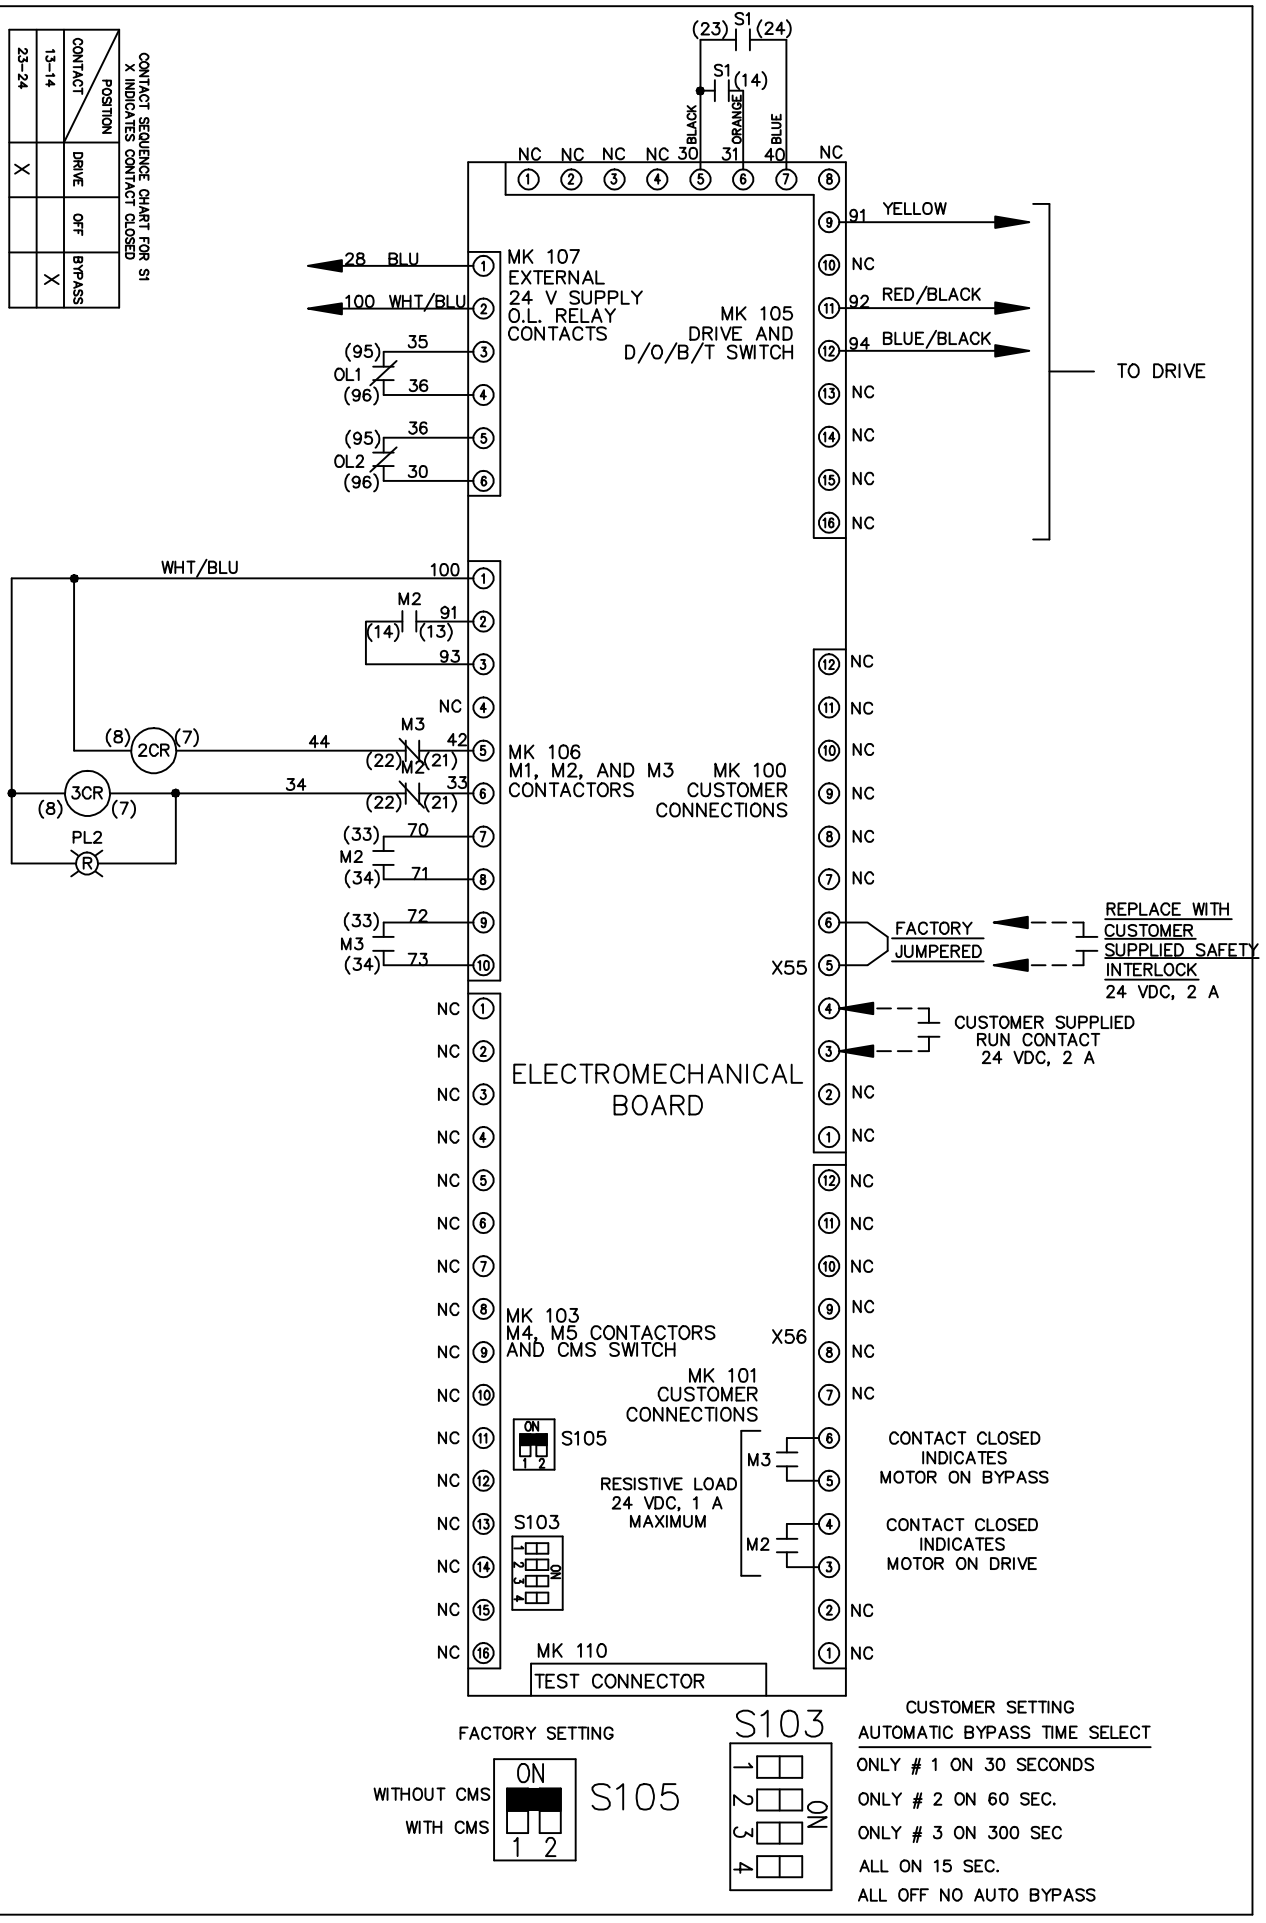 CONTACT SEQUENCE CHART FOR S1
X INDICATES CONTACT CLOSED
POSITION
CONTACT
DRIVE
OFF
BYPASS
13-14
X
23-24
X
(23) S1 (24)
S1 (14)
BLACK
ORANGE
BLUE
NC NC NC NC 30 31 40 NC
1 2 3 4 5 6 7 8
MK 107
EXTERNAL
24 V SUPPLY
O.L. RELAY
CONTACTS
28 BLU 1
100 WHT/BLU 2
(95) 35 3
OL1
(96) 36 4
(95) 36 5
OL2
(96) 30 6
MK 105
DRIVE AND
D/O/B/T SWITCH
9 91 YELLOW
10 NC
11 92 RED/BLACK
12 94 BLUE/BLACK
13 NC
14 NC
15 NC
16 NC
TO DRIVE
WHT/BLU 100 1
M2 91 2
(14) (13)
93 3
NC 4
M3
(8) 2CR (7) 44 42 5
(22) (21)
M2
(8) 3CR (7) 34 33 6
(22) (21)
PL2
R
(33) 70 7
M2
(34) 71 8
(33) 72 9
M3
(34) 73 10
MK 106
M1, M2, AND M3
CONTACTORS
MK 100
CUSTOMER
CONNECTIONS
12 NC
11 NC
10 NC
9 NC
8 NC
7 NC
6
X55 5
4
3
2 NC
1 NC
FACTORY
JUMPERED
REPLACE WITH
CUSTOMER
SUPPLIED SAFETY
INTERLOCK
24 VDC, 2 A
CUSTOMER SUPPLIED
RUN CONTACT
24 VDC, 2 A
ELECTROMECHANICAL
BOARD
NC 1
NC 2
NC 3
NC 4
NC 5
NC 6
NC 7
NC 8
NC 9
NC 10
NC 11
NC 12
NC 13
NC 14
NC 15
NC 16
MK 103
M4, M5 CONTACTORS
AND CMS SWITCH
12 NC
11 NC
10 NC
9 NC
X56
8 NC
7 NC
6
5
4
3
2 NC
1 NC
MK 101
CUSTOMER
CONNECTIONS
ON
1 2
S105
M3
RESISTIVE LOAD
24 VDC, 1 A
MAXIMUM
M2
CONTACT CLOSED
INDICATES
MOTOR ON BYPASS
CONTACT CLOSED
INDICATES
MOTOR ON DRIVE
S103
1
2
3
4
ON
MK 110
TEST CONNECTOR
FACTORY SETTING
WITHOUT CMS
WITH CMS
ON
1 2
S105
S103
1
2
3
4
ON
CUSTOMER SETTING
AUTOMATIC BYPASS TIME SELECT
ONLY # 1 ON 30 SECONDS
ONLY # 2 ON 60 SEC.
ONLY # 3 ON 300 SEC
ALL ON 15 SEC.
ALL OFF NO AUTO BYPASS